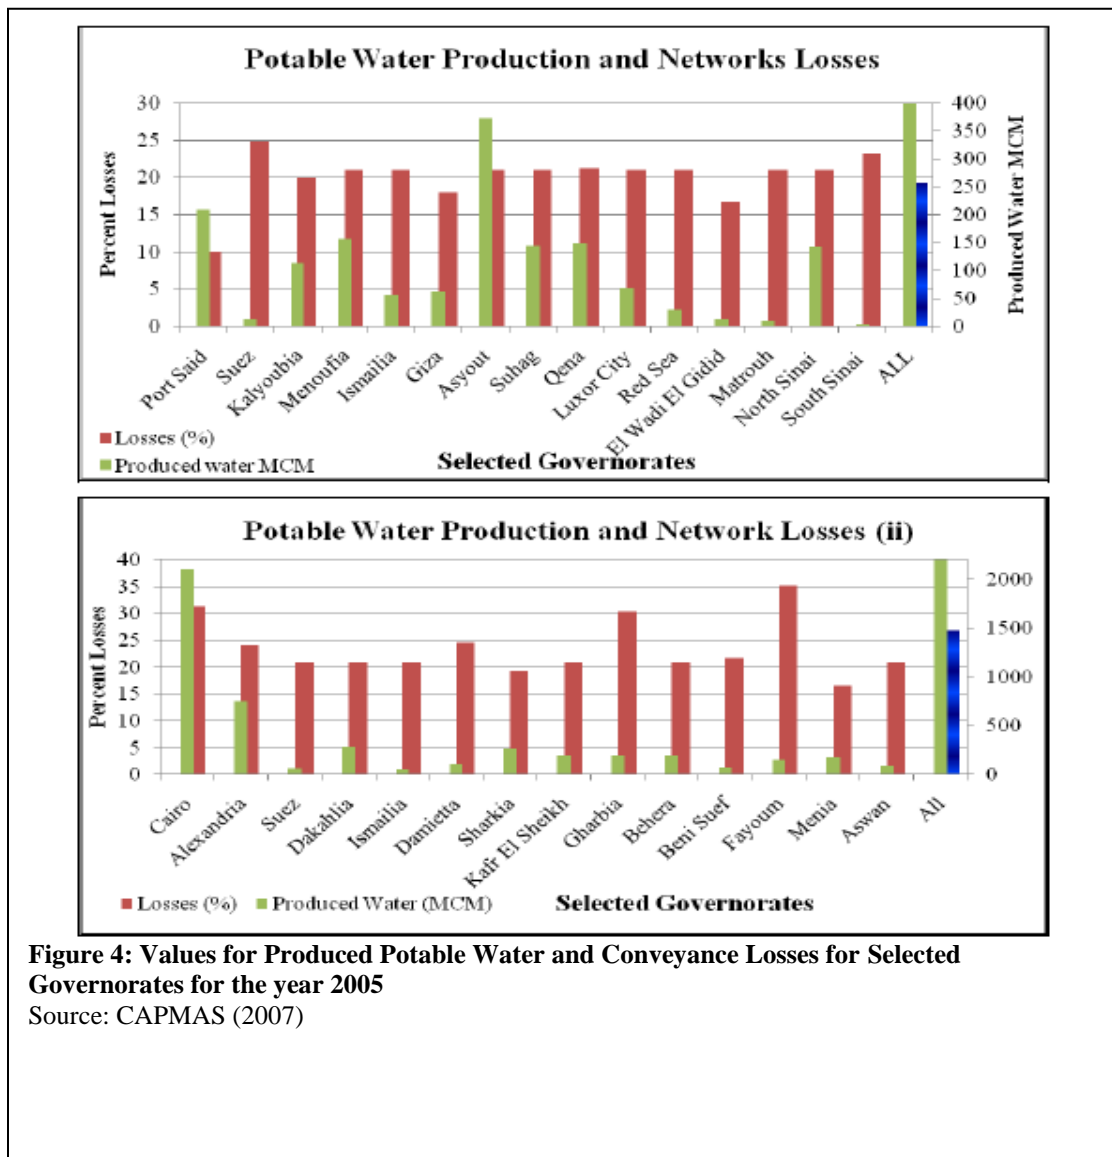 Potable Water Production and Networks Losses
Percent Losses
30
25
20
15
10
5
0
400
350
300
250
200
150
100
50
0
Produced Water MCM
Port Said
Suez
Kalyoubia
Menoufia
Ismailia
Giza
Asyout
Suhag
Qena
Luxor City
Red Sea
El Wadi El Gidid
Matrouh
North Sinai
South Sinai
ALL
Losses (%)
Produced water MCM
Selected Governorates
Potable Water Production and Network Losses (ii)
Percent Losses
40
35
30
25
20
15
10
5
0
2000
1500
1000
500
0
Cairo
Alexandria
Suez
Dakahlia
Ismailia
Damietta
Sharkia
Kafr El Sheikh
Gharbia
Behera
Beni Suef
Fayoum
Menia
Aswan
All
Losses (%)
Produced Water (MCM)
Selected Governorates
Figure 4: Values for Produced Potable Water and Conveyance Losses for Selected
Governorates for the year 2005
Source: CAPMAS (2007)